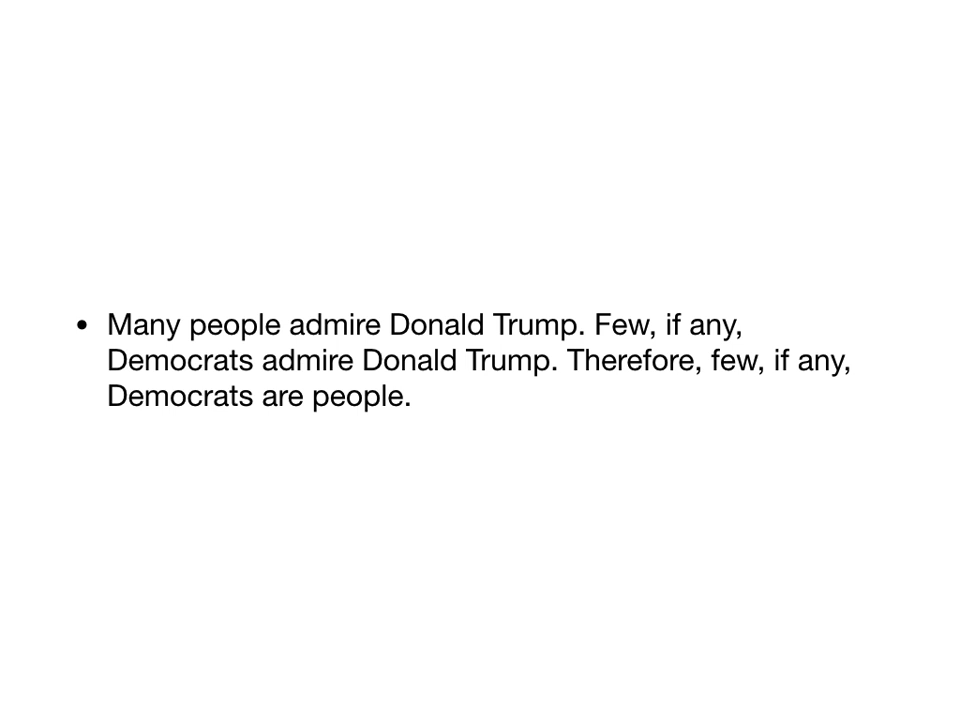 • Many people admire Donald Trump. Few, if any,
Democrats admire Donald Trump. Therefore, few, if any,
Democrats are people.